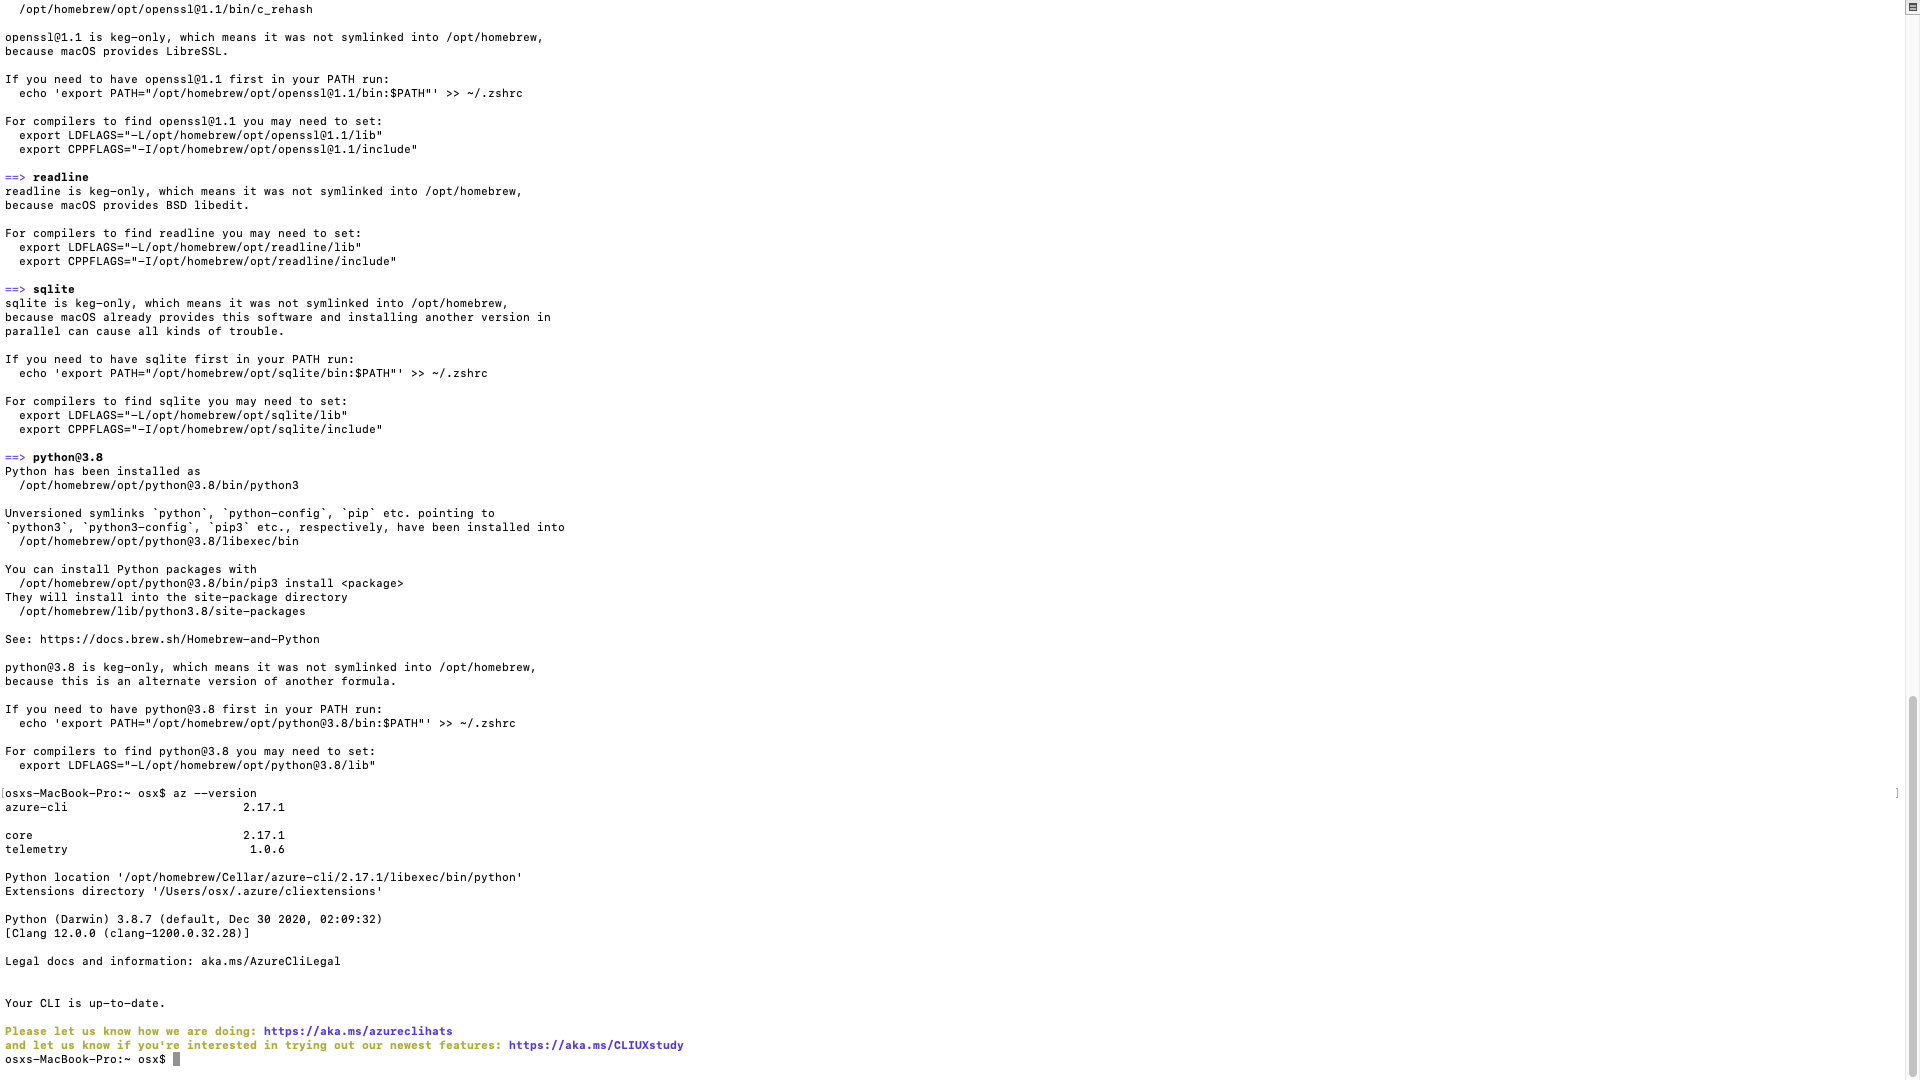 /opt/homebrew/opt/openssl@1.1/bin/c_rehash

openssl@1.1 is keg-only, which means it was not symlinked into /opt/homebrew,
because macOS provides LibreSSL.

If you need to have openssl@1.1 first in your PATH run:
  echo 'export PATH="/opt/homebrew/opt/openssl@1.1/bin:$PATH"' >> ~/.zshrc

For compilers to find openssl@1.1 you may need to set:
  export LDFLAGS="-L/opt/homebrew/opt/openssl@1.1/lib"
  export CPPFLAGS="-I/opt/homebrew/opt/openssl@1.1/include"

==> readline
readline is keg-only, which means it was not symlinked into /opt/homebrew,
because macOS provides BSD libedit.

For compilers to find readline you may need to set:
  export LDFLAGS="-L/opt/homebrew/opt/readline/lib"
  export CPPFLAGS="-I/opt/homebrew/opt/readline/include"

==> sqlite
sqlite is keg-only, which means it was not symlinked into /opt/homebrew,
because macOS already provides this software and installing another version in
parallel can cause all kinds of trouble.

If you need to have sqlite first in your PATH run:
  echo 'export PATH="/opt/homebrew/opt/sqlite/bin:$PATH"' >> ~/.zshrc

For compilers to find sqlite you may need to set:
  export LDFLAGS="-L/opt/homebrew/opt/sqlite/lib"
  export CPPFLAGS="-I/opt/homebrew/opt/sqlite/include"

==> python@3.8
Python has been installed as
  /opt/homebrew/opt/python@3.8/bin/python3

Unversioned symlinks `python`, `python-config`, `pip` etc. pointing to
`python3`, `python3-config`, `pip3` etc., respectively, have been installed into
  /opt/homebrew/opt/python@3.8/libexec/bin

You can install Python packages with
  /opt/homebrew/opt/python@3.8/bin/pip3 install <package>
They will install into the site-package directory
  /opt/homebrew/lib/python3.8/site-packages

See: https://docs.brew.sh/Homebrew-and-Python

python@3.8 is keg-only, which means it was not symlinked into /opt/homebrew,
because this is an alternate version of another formula.

If you need to have python@3.8 first in your PATH run:
  echo 'export PATH="/opt/homebrew/opt/python@3.8/bin:$PATH"' >> ~/.zshrc

For compilers to find python@3.8 you may need to set:
  export LDFLAGS="-L/opt/homebrew/opt/python@3.8/lib"

[osxs-MacBook-Pro:~ osx$ az --version ]
azure-cli                         2.17.1

core                              2.17.1
telemetry                          1.0.6

Python location '/opt/homebrew/Cellar/azure-cli/2.17.1/libexec/bin/python'
Extensions directory '/Users/osx/.azure/cliextensions'

Python (Darwin) 3.8.7 (default, Dec 30 2020, 02:09:32)
[Clang 12.0.0 (clang-1200.0.32.28)]

Legal docs and information: aka.ms/AzureCliLegal


Your CLI is up-to-date.

Please let us know how we are doing: https://aka.ms/azureclihats
and let us know if you're interested in trying out our newest features: https://aka.ms/CLIUXstudy
osxs-MacBook-Pro:~ osx$